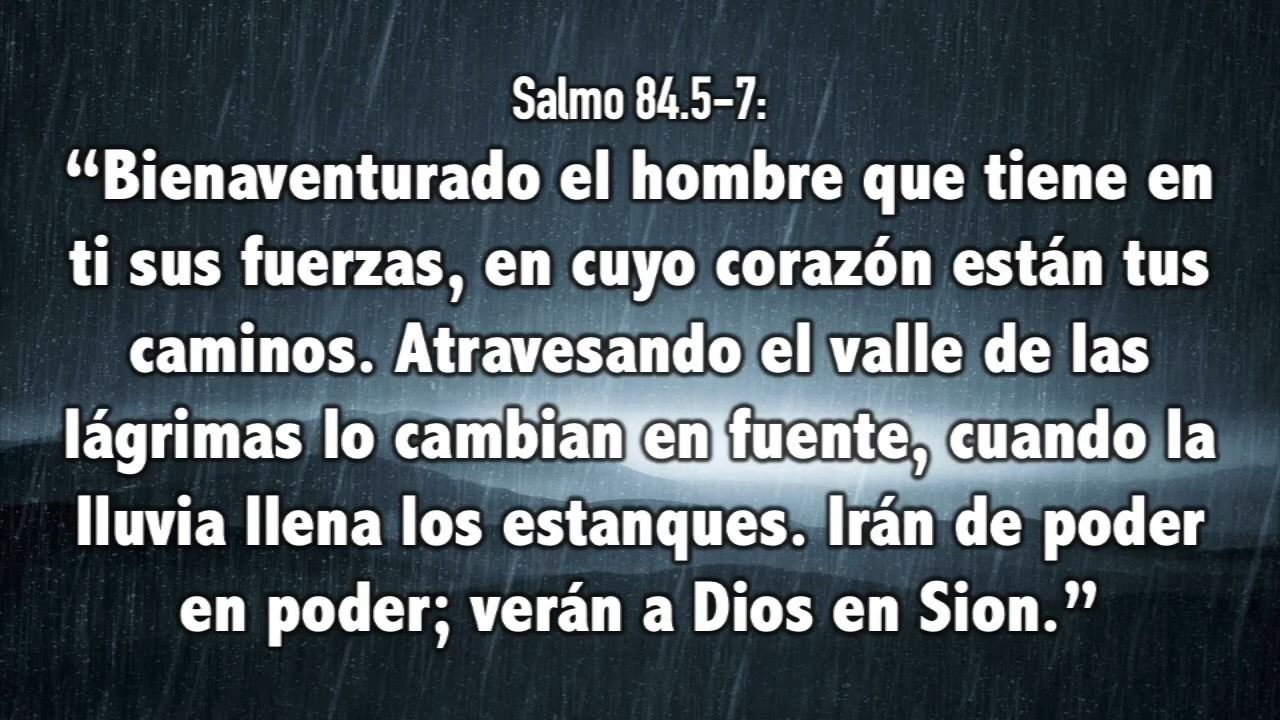 Salmo 84.5–7:
“Bienaventurado el hombre que tiene en
ti sus fuerzas, en cuyo corazón están tus
caminos. Atravesando el valle de las
lágrimas lo cambian en fuente, cuando la
lluvia llena los estanques. Irán de poder
en poder; verán a Dios en Sion.”